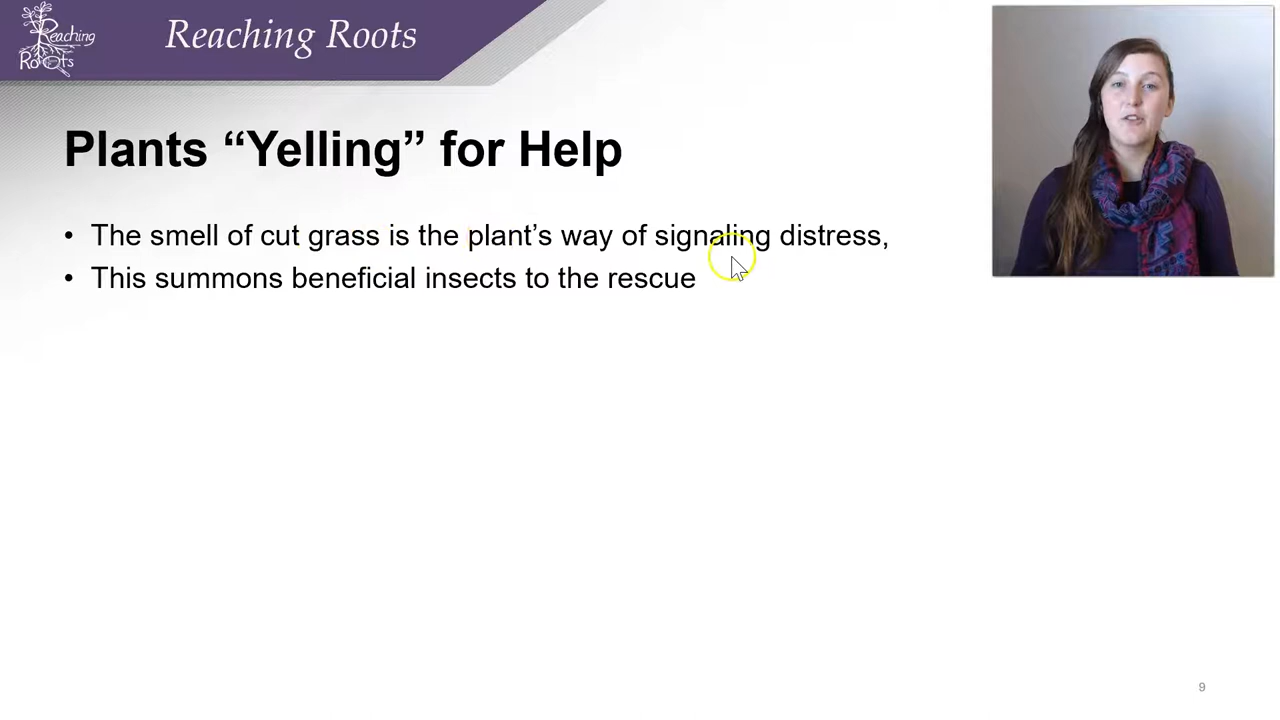 Reaching Roots
Reaching Roots
Plants “Yelling” for Help
• The smell of cut grass is the plant’s way of signaling distress,
• This summons beneficial insects to the rescue
9